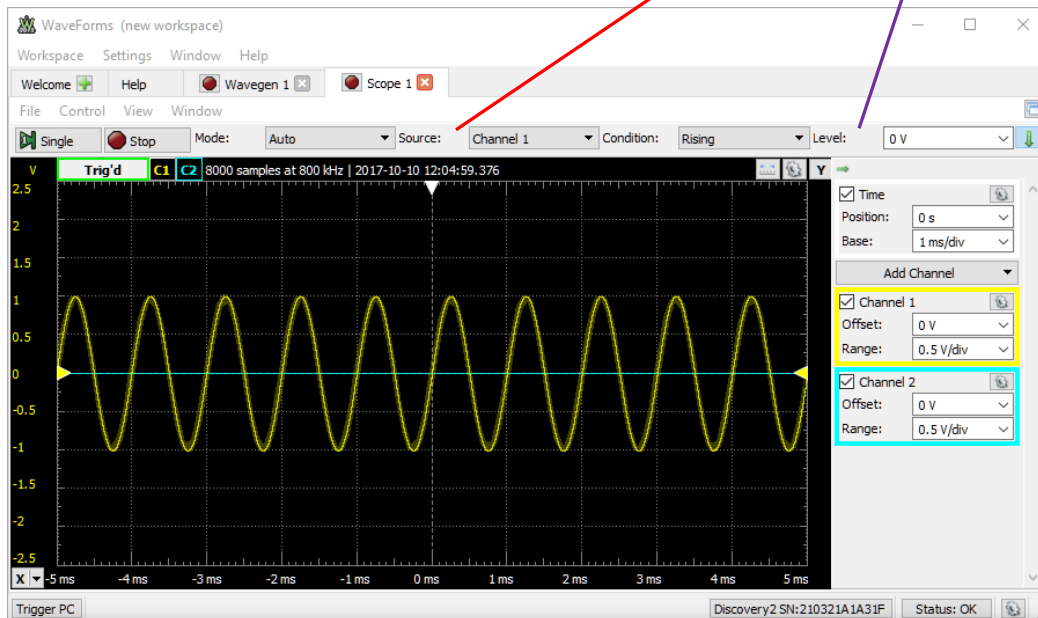 WaveForms (new workspace)
Workspace Settings Window Help
Welcome Help Wavegen 1 Scope 1
File Control View Window
Single Stop Mode: Auto Source: Channel 1 Condition: Rising Level: 0 V
V Trig'd C1 C2 8000 samples at 800 kHz | 2017-10-10 12:04:59.376 Y
2.5
2
1.5
1
0.5
0
-0.5
-1
-1.5
-2
-2.5
X -5 ms -4 ms -3 ms -2 ms -1 ms 0 ms 1 ms 2 ms 3 ms 4 ms 5 ms
Time
Position: 0 s
Base: 1 ms/div
Add Channel
Channel 1
Offset: 0 V
Range: 0.5 V/div
Channel 2
Offset: 0 V
Range: 0.5 V/div
Trigger PC Discovery2 SN:210321A1A31F Status: OK